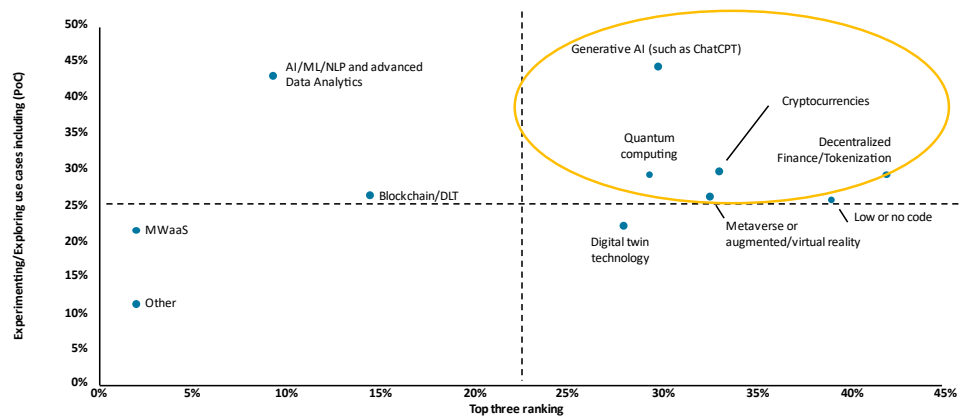 50%
45%
40%
35%
30%
25%
20%
15%
10%
5%
0%
Experimenting/Exploring use cases including (PoC)
Generative AI (such as ChatCPT)
AI/ML/NLP and advanced
Data Analytics
Cryptocurrencies
Quantum
computing
Decentralized
Finance/Tokenization
Blockchain/DLT
Low or no code
Metaverse or
augmented/virtual reality
MWaaS
Digital twin
technology
Other
0%
10%
15%
20%
25%
30%
35%
40%
45%
Top three ranking